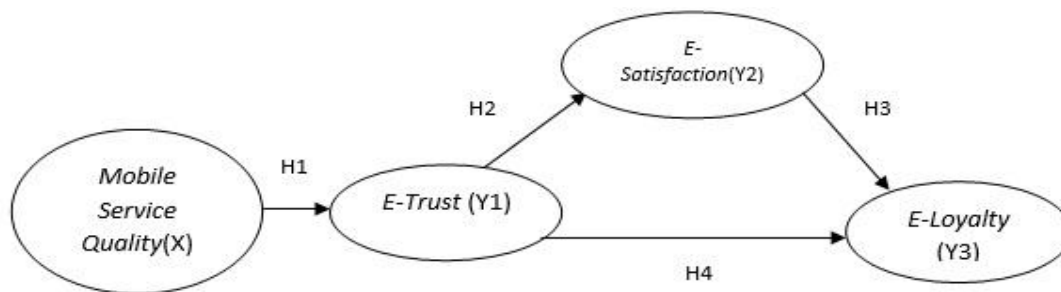 E-
Satisfaction(Y2)
H2
H3
H1
Mobile
Service
Quality(X)
E-Trust (Y1)
E-Loyalty
(Y3)
H4